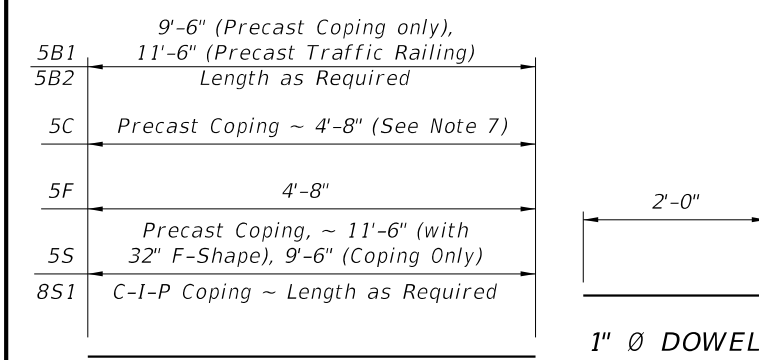 9'-6" (Precast Coping only),
5B1 11'-6" (Precast Traffic Railing)
5B2 Length as Required
5C Precast Coping ~ 4'-8" (See Note 7)
5F 4'-8"
2'-0"
Precast Coping, ~ 11'-6" (with
5S 32" F-Shape), 9'-6" (Coping Only)
8S1 C-I-P Coping ~ Length as Required
1" Ø DOWEL